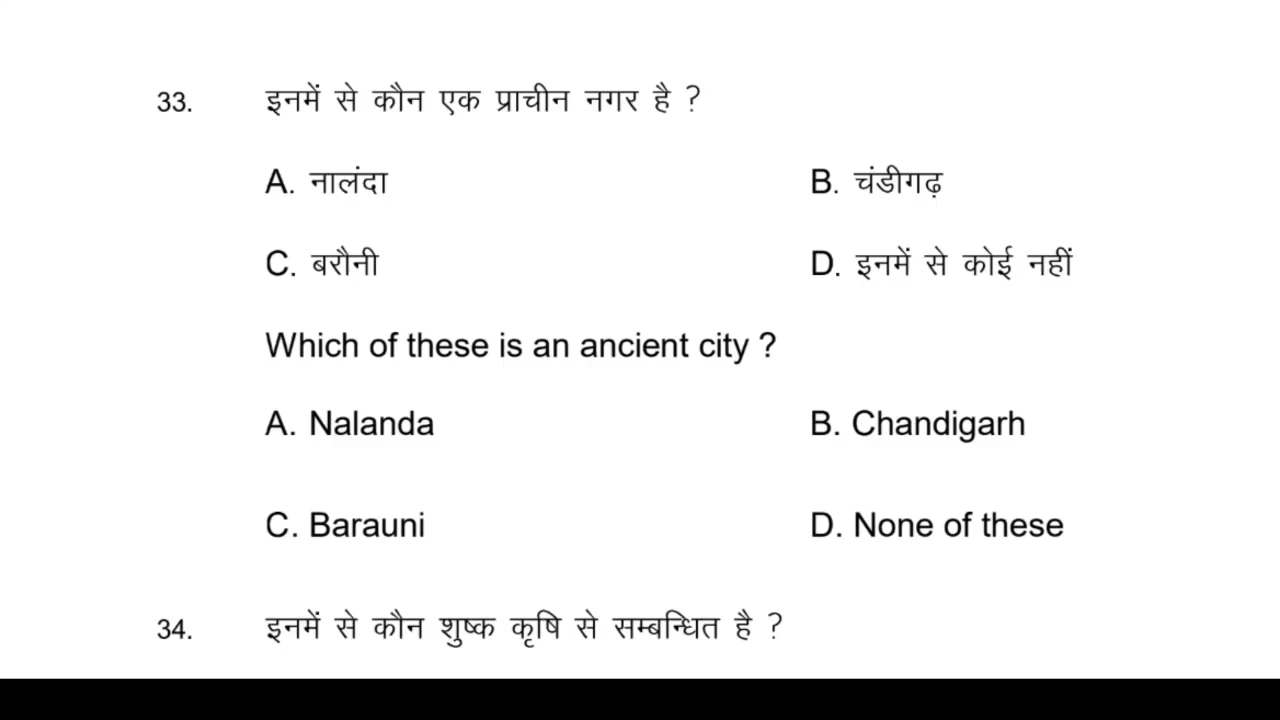 33. इनमें से कौन एक प्राचीन नगर है ?
A. नालंदा B. चंडीगढ़
C. बरौनी D. इनमें से कोई नहीं
Which of these is an ancient city ?
A. Nalanda B. Chandigarh
C. Barauni D. None of these
34. इनमें से कौन शुष्क कृषि से सम्बन्धित है ?